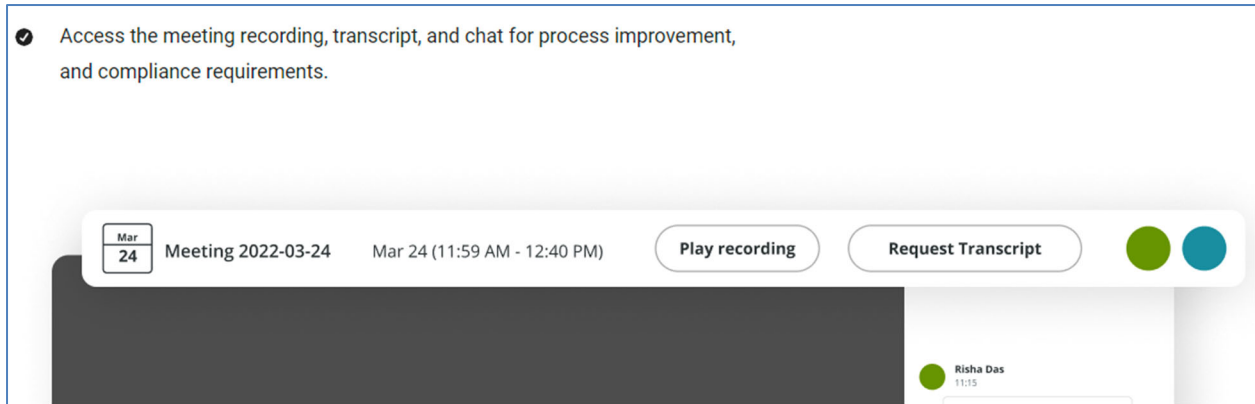 Access the meeting recording, transcript, and chat for process improvement,
and compliance requirements.
Mar
24
Meeting 2022-03-24
Mar 24 (11:59 AM - 12:40 PM)
Play recording
Request Transcript
Risha Das
11:15